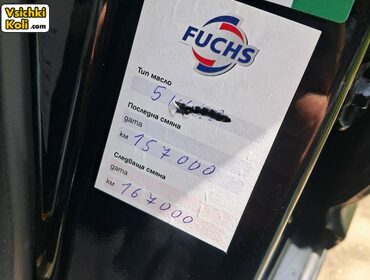 Vsichki
Koli .com
FUCHS
Тип масло
Последна смяна
дата
км 157000
Следваща смяна
дата
км 167000